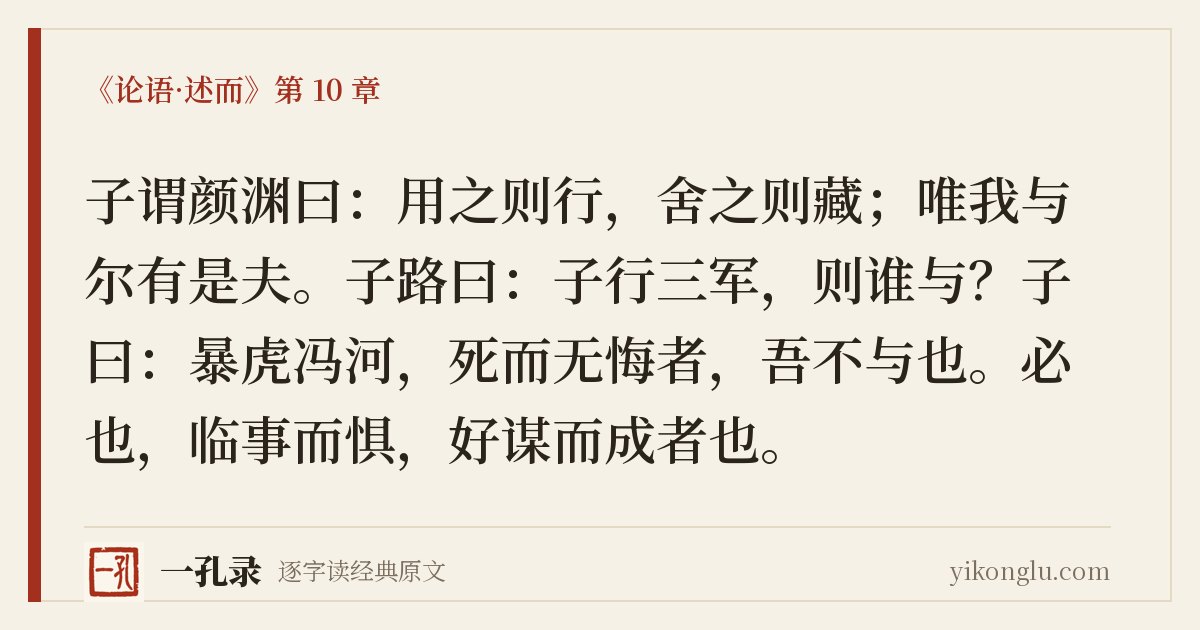 《论语·述而》第 10 章
子谓颜渊曰：用之则行，舍之则藏；唯我与
尔有是夫。子路曰：子行三军，则谁与？子
曰：暴虎冯河，死而无悔者，吾不与也。必
也，临事而惧，好谋而成者也。
一孔
一孔录 逐字读经典原文
yikonglu.com